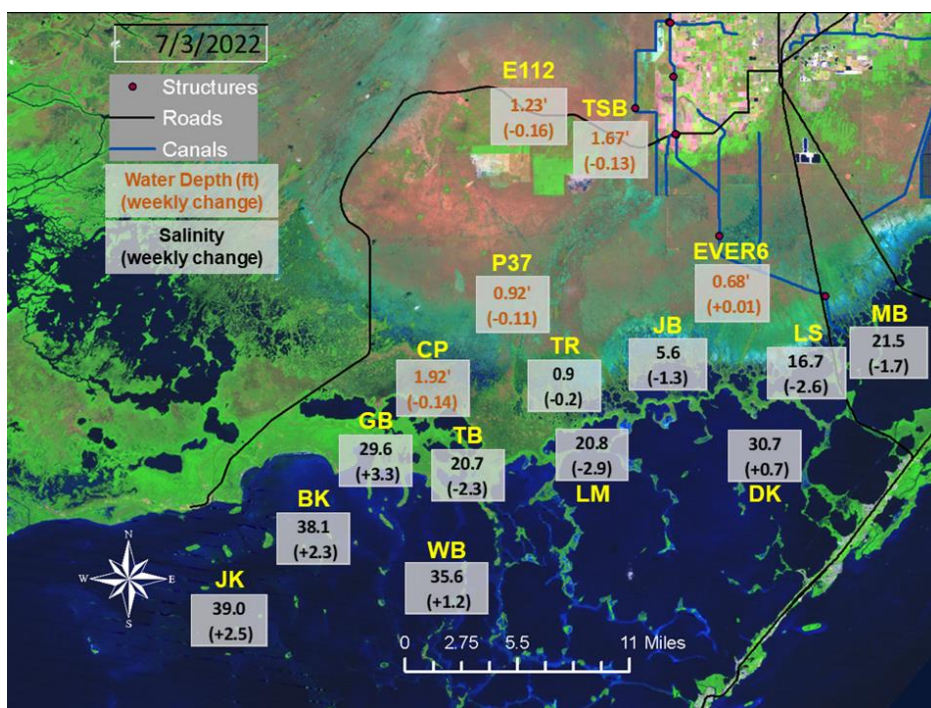 7/3/2022
Structures
Roads
Canals
Water Depth (ft)
(weekly change)
Salinity
(weekly change)
E112
1.23'
(-0.16)
TSB
1.67'
(-0.13)
P37
0.92'
(-0.11)
EVER6
0.68'
(+0.01)
CP
1.92'
(-0.14)
TR
0.9
(-0.2)
JB
5.6
(-1.3)
LS
16.7
(-2.6)
MB
21.5
(-1.7)
GB
29.6
(+3.3)
TB
20.7
(-2.3)
20.8
(-2.9)
LM
30.7
(+0.7)
DK
BK
38.1
(+2.3)
WB
35.6
(+1.2)
JK
39.0
(+2.5)
N
W E
S
0 2.75 5.5 11 Miles